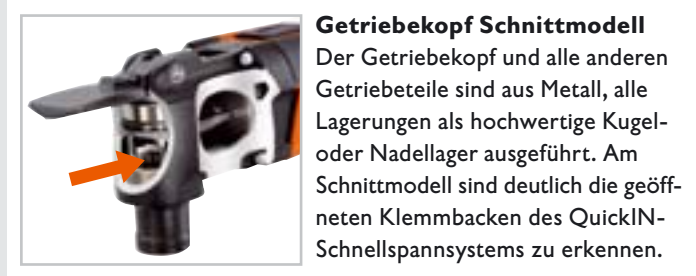 Getriebekopf Schnittmodell
Der Getriebekopf und alle anderen
Getriebeteile sind aus Metall, alle
Lagerungen als hochwertige Kugel-
oder Nadellager ausgeführt. Am
Schnittmodell sind deutlich die geöff-
neten Klemmbacken des QuickIN-
Schnellspannsystems zu erkennen.